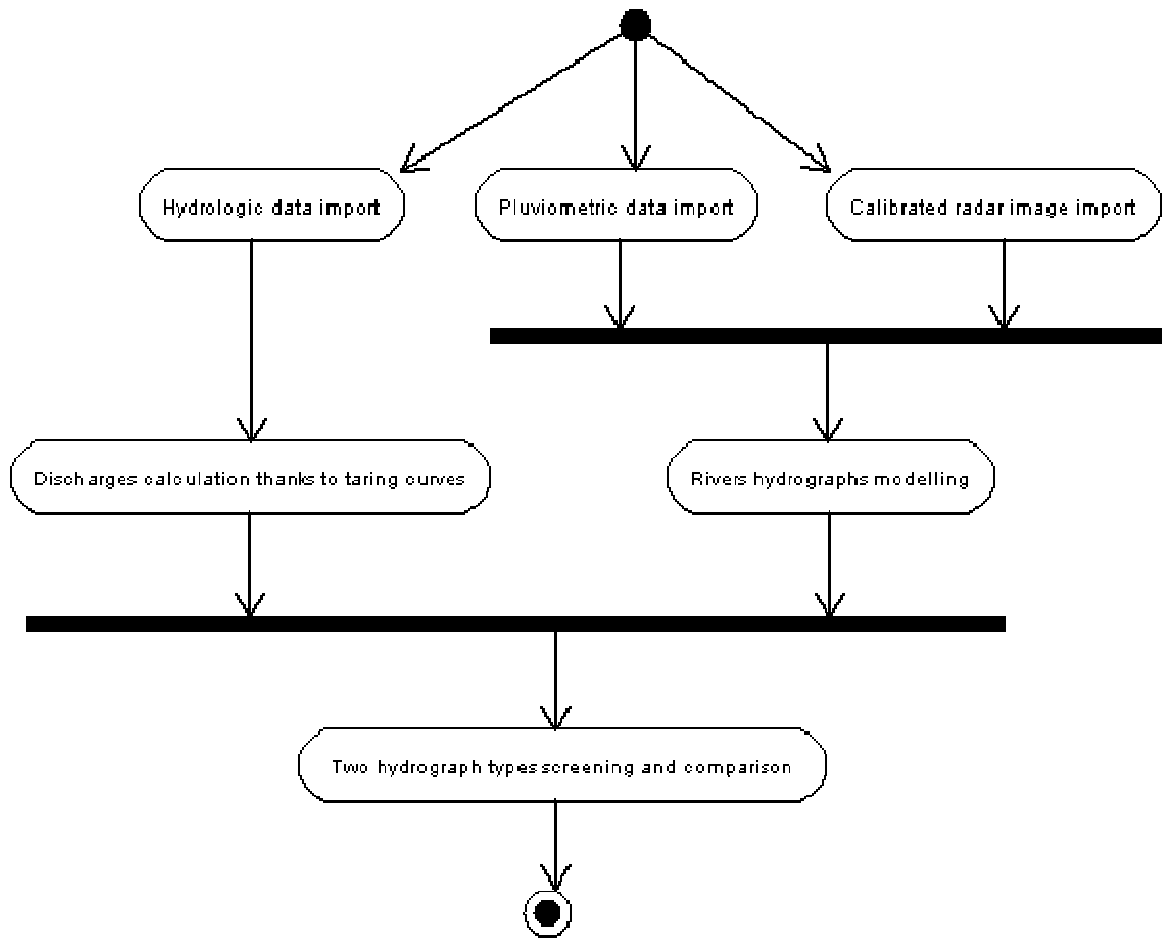 Hydrologic data import
Pluviometric data import
Calibrated radar image import
Discharges calculation thanks to taring curves
Rivers hydrographs modelling
Two hydrograph types screening and comparison